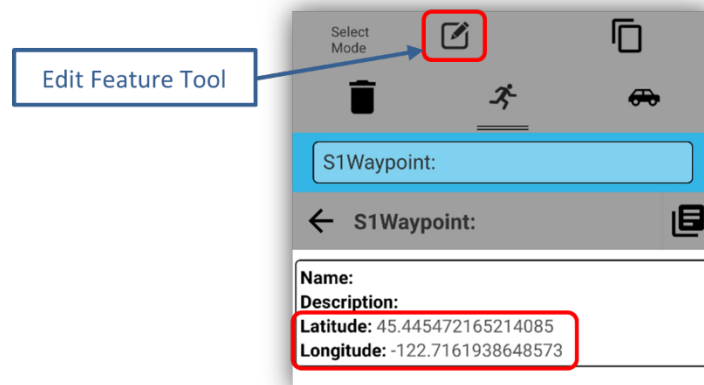 Select
Mode
Edit Feature Tool
S1Waypoint:
S1Waypoint:
Name:
Description:
Latitude: 45.445472165214085
Longitude: -122.7161938648573